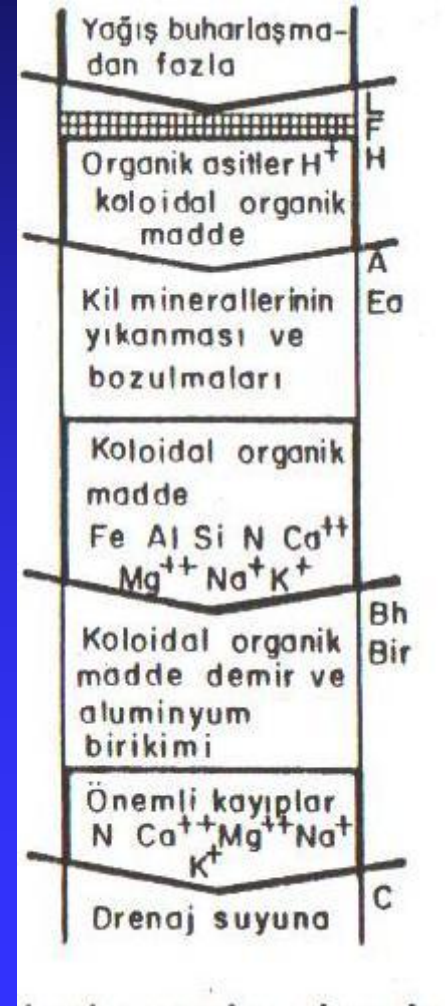 Yağış buharlaşma-
dan fazla
L
F
H
Organik asitler H⁺
koloidal organik
madde
A
Kil minerallerinin
yıkanması ve
bozulmaları
Ea
Koloidal organik
madde
Fe Al Si N Ca⁺⁺
Mg⁺⁺ Na⁺ K⁺
Bh
Bir
Koloidal organik
madde demir ve
aluminyum
birikimi
Önemli kayıplar
N Ca⁺⁺ Mg⁺⁺ Na⁺
K⁺
C
Drenaj suyuna